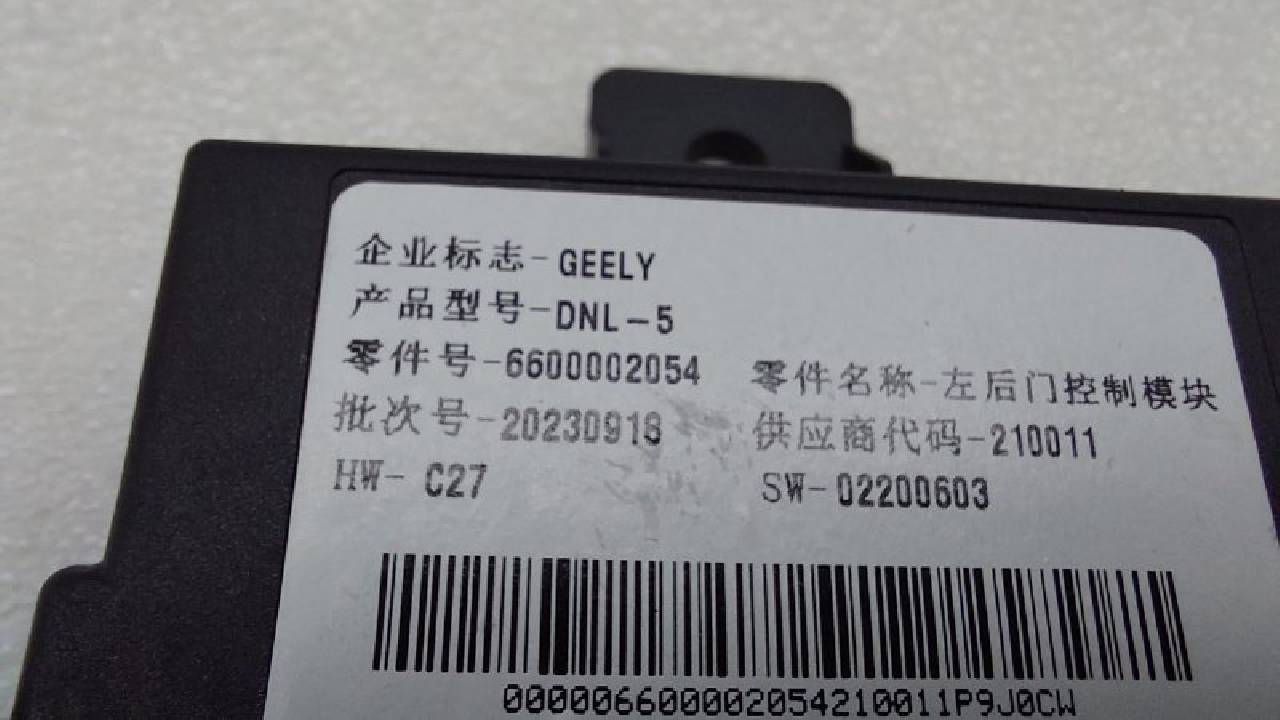 企业标志-GEELY
产品型号-DNL-5
零件号-6600002054 零件名称-左后门控制模块
批次号-20230918 供应商代码-210011
HW- C27 SW-02200603
000006600002054210011P9J0CW